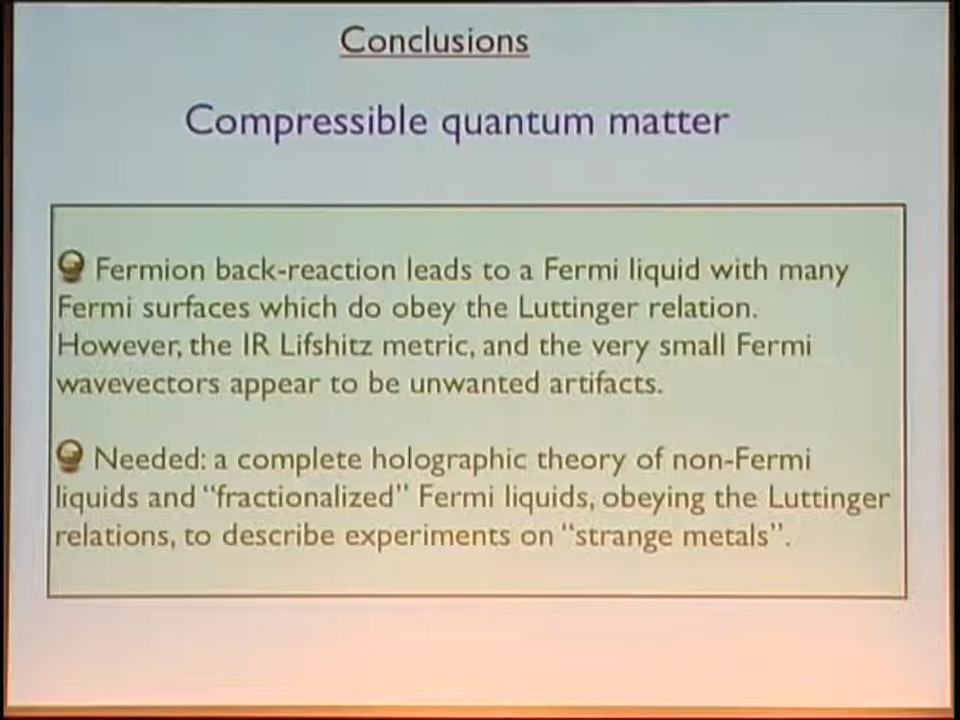 Conclusions
Compressible quantum matter
Fermion back-reaction leads to a Fermi liquid with many
Fermi surfaces which do obey the Luttinger relation.
However, the IR Lifshitz metric, and the very small Fermi
wavevectors appear to be unwanted artifacts.
Needed: a complete holographic theory of non-Fermi
liquids and “fractionalized” Fermi liquids, obeying the Luttinger
relations, to describe experiments on “strange metals”.